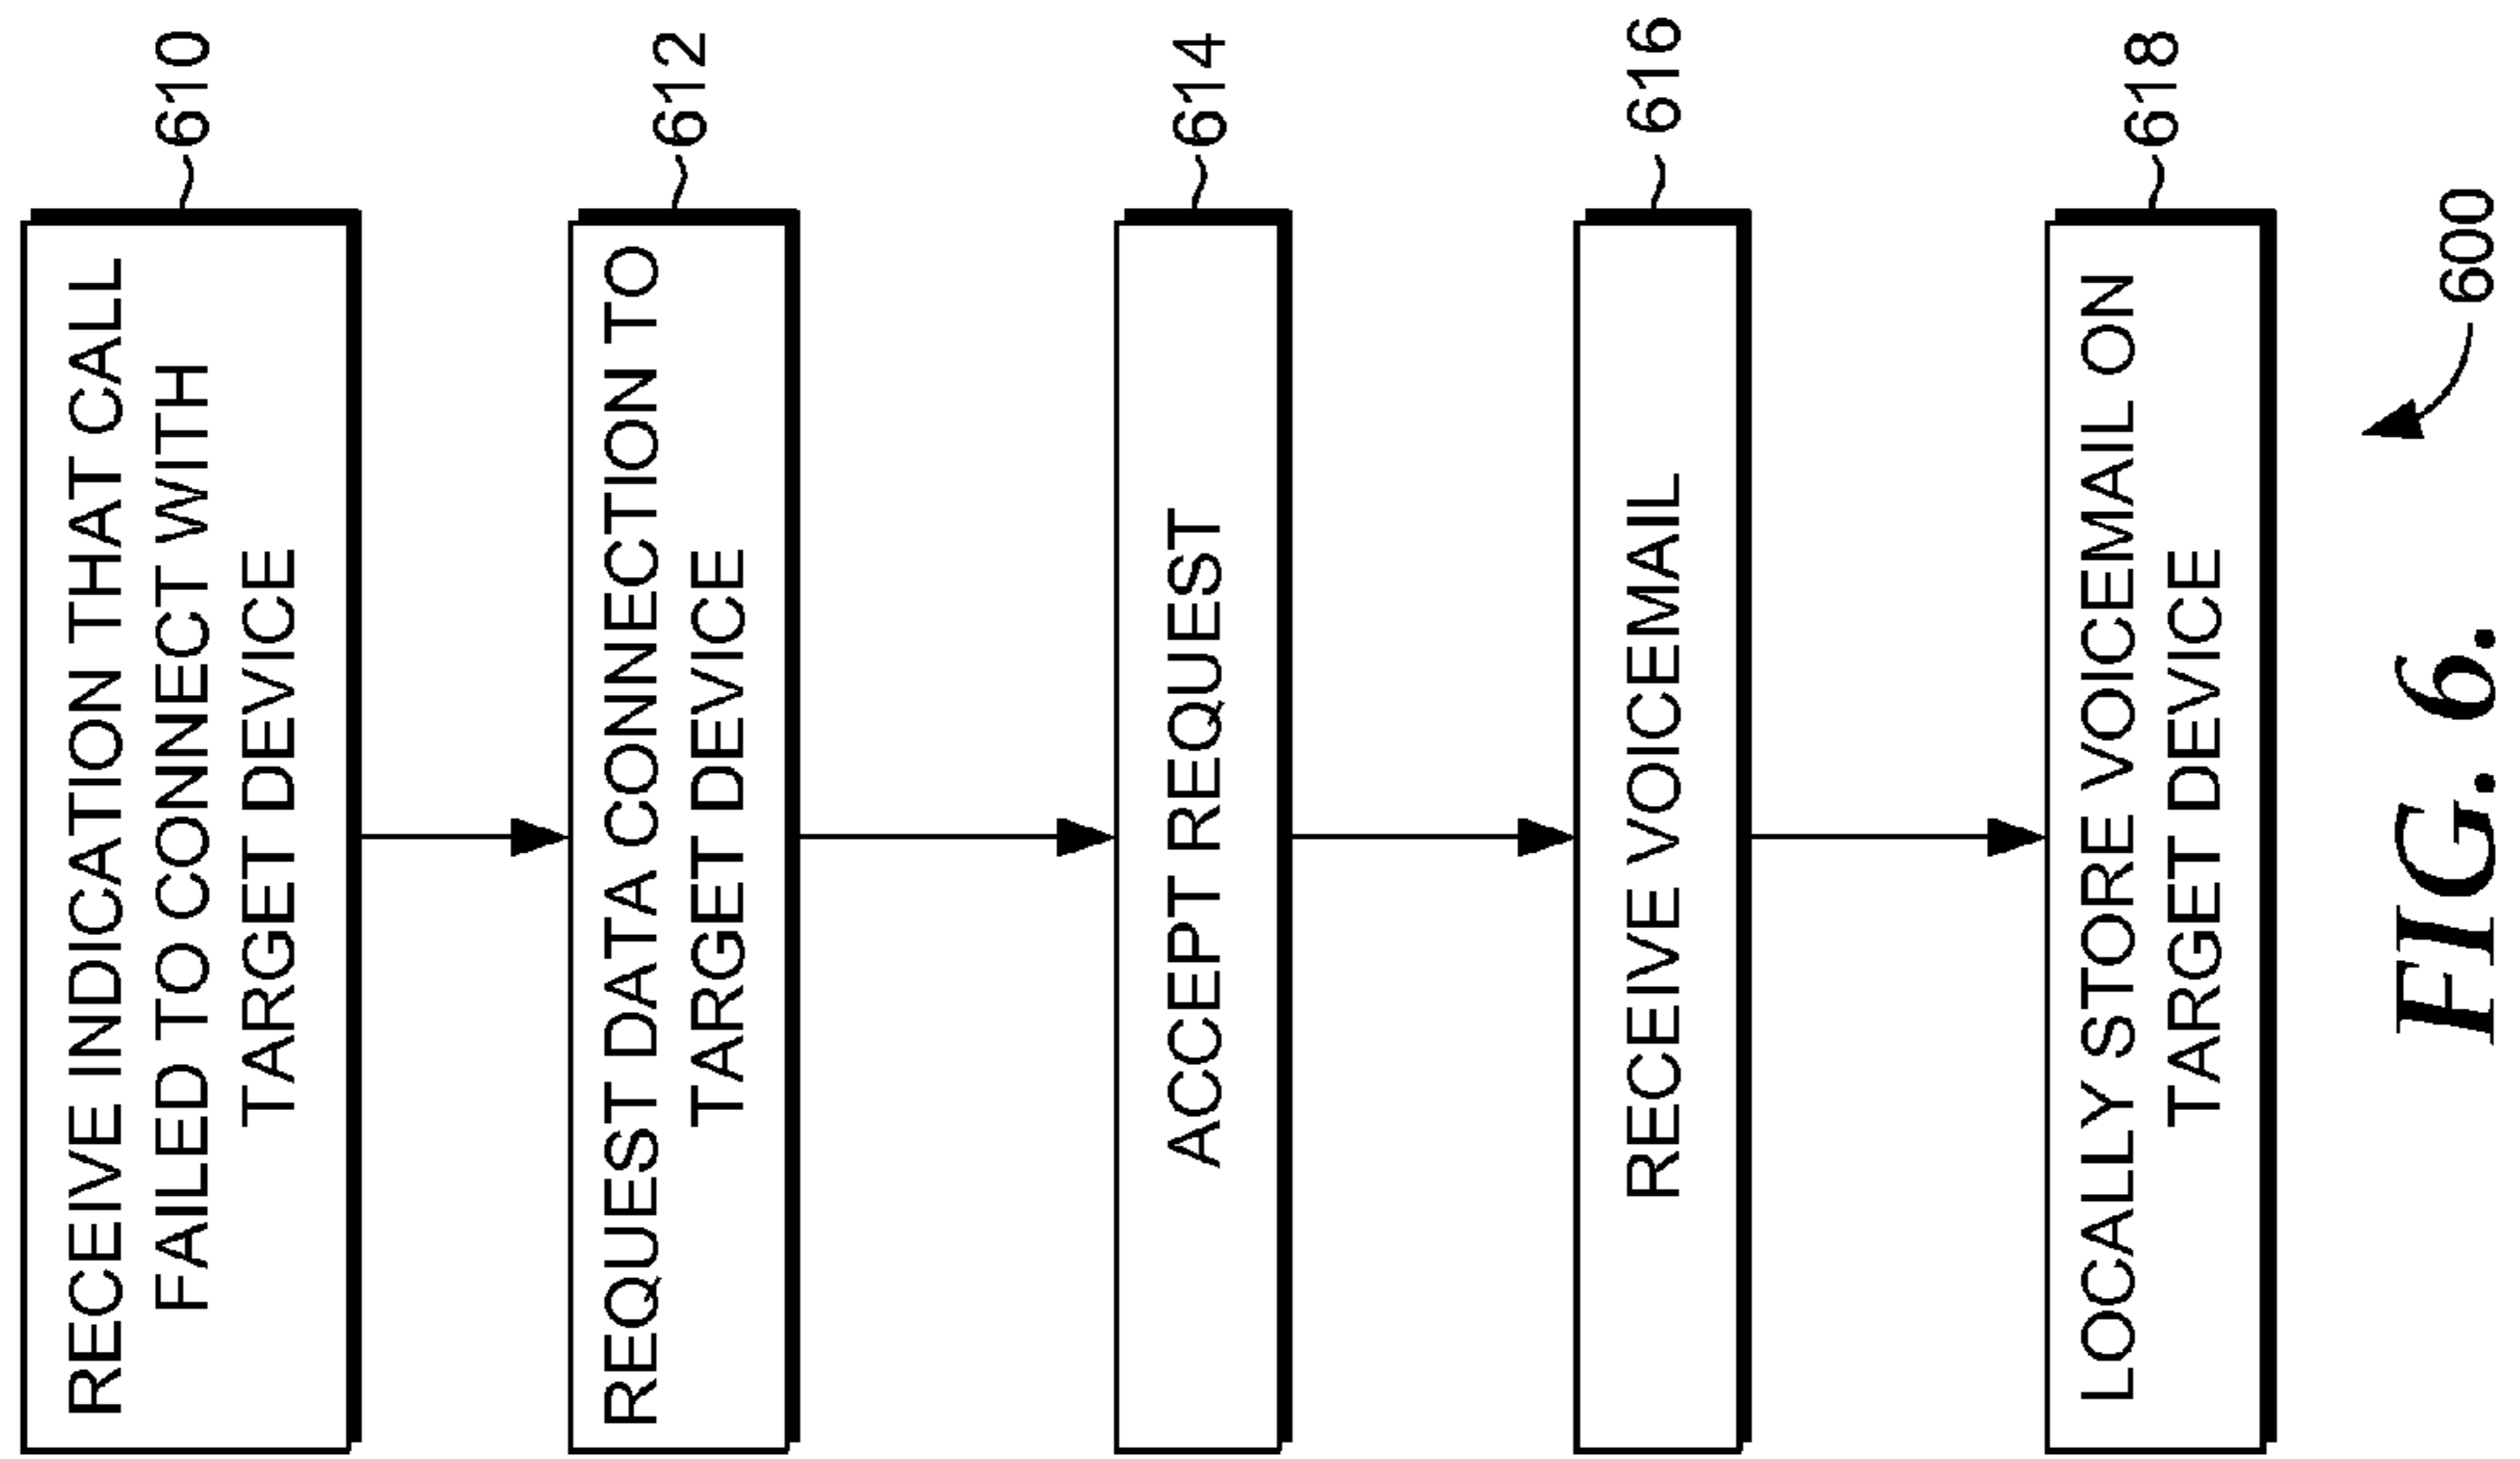 RECEIVE INDICATION THAT CALL
FAILED TO CONNECT WITH
TARGET DEVICE
610
REQUEST DATA CONNECTION TO
TARGET DEVICE
612
ACCEPT REQUEST
614
RECEIVE VOICEMAIL
616
LOCALLY STORE VOICEMAIL ON
TARGET DEVICE
618
600
FIG. 6.